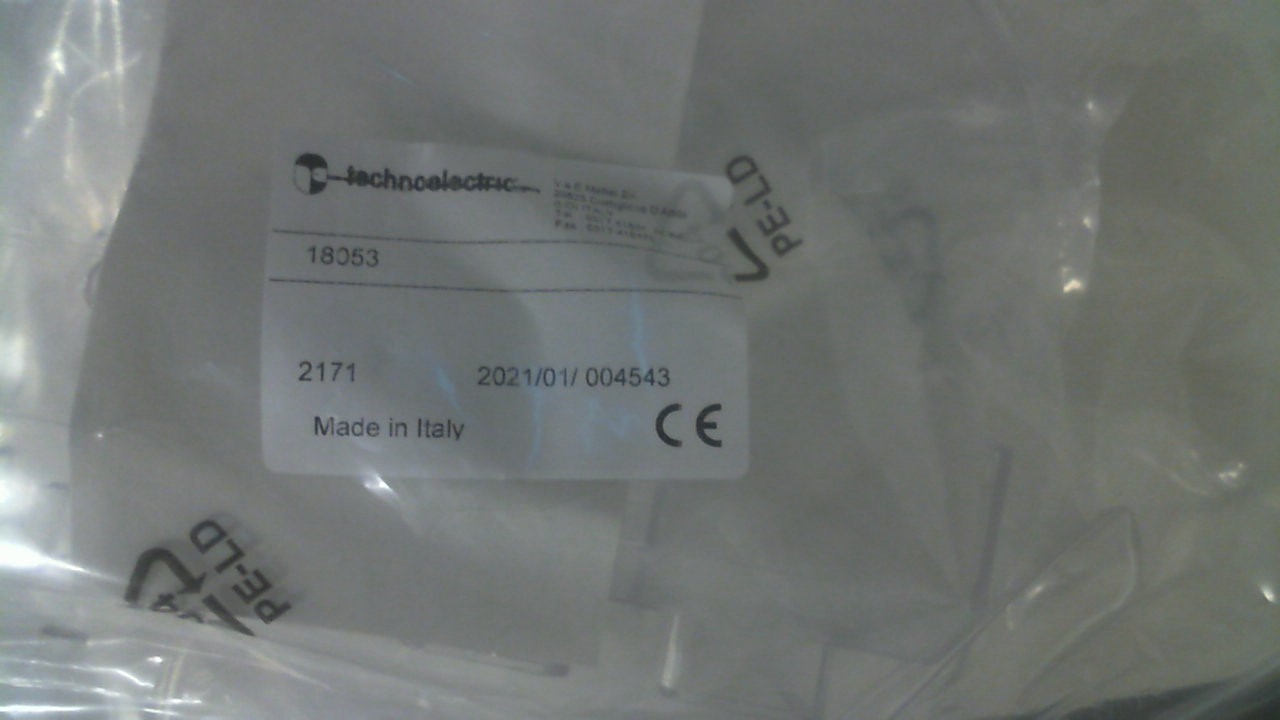 technoelectric
18053
2171 2021/01/ 004543
Made in Italy CE
PE-LD
PE-LD